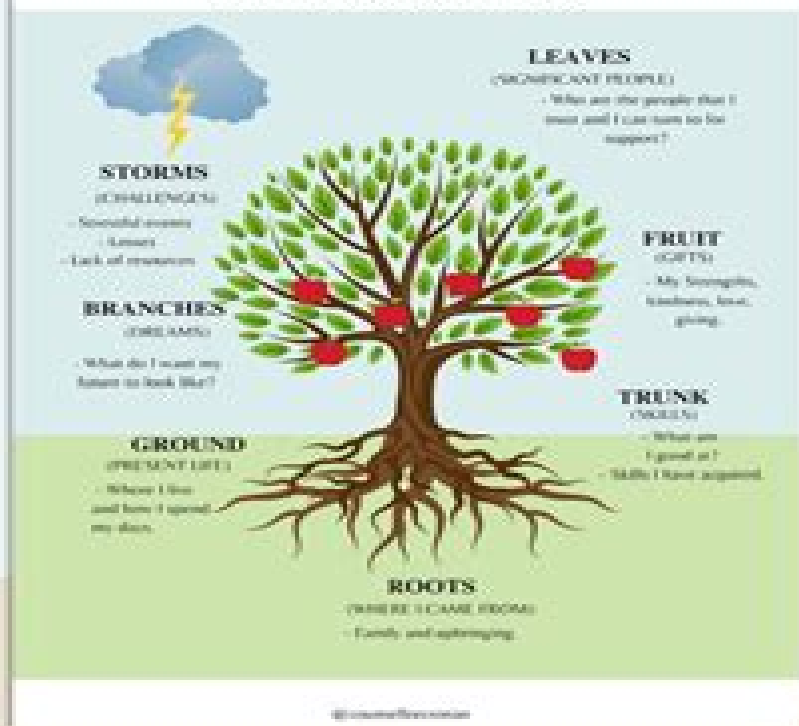 STORMS
(CHALLENGES)
- Stressful events
- Losses
- Lack of resources
BRANCHES
(DREAMS)
- What do I want my
future to look like?
GROUND
(PRESENT LIFE)
- Where I live
and how I spend
my days.
LEAVES
(SIGNIFICANT PEOPLE)
- Who are the people that I
trust and I can turn to for
support?
FRUIT
(GIFTS)
- My Strengths,
kindness, love,
giving.
TRUNK
(SKILLS)
- What am
I good at?
- Skills I have acquired.
ROOTS
(WHERE I CAME FROM)
- Family and upbringing.